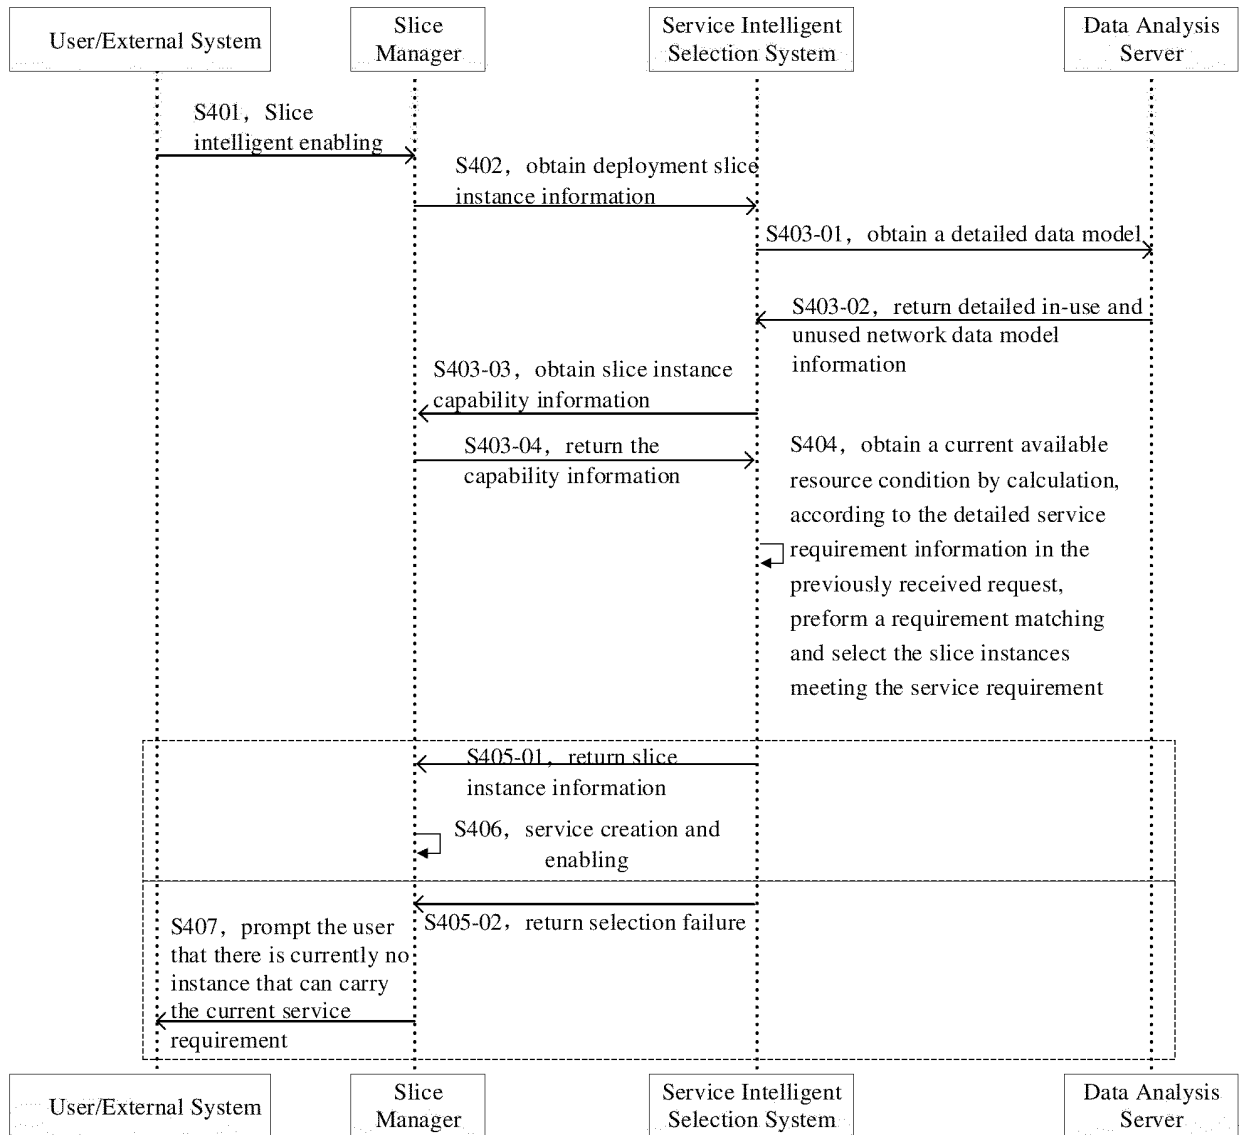 User/External System
Slice
Manager
Service Intelligent
Selection System
Data Analysis
Server
S401, Slice
intelligent enabling
S402, obtain deployment slice
instance information
S403-01, obtain a detailed data model
S403-02, return detailed in-use and
unused network data model
information
S403-03, obtain slice instance
capability information
S403-04, return the
capability information
S404, obtain a current available
resource condition by calculation,
according to the detailed service
requirement information in the
previously received request,
preform a requirement matching
and select the slice instances
meeting the service requirement
S405-01, return slice
instance information
S406, service creation and
enabling
S405-02, return selection failure
S407, prompt the user
that there is currently no
instance that can carry
the current service
requirement
User/External System
Slice
Manager
Service Intelligent
Selection System
Data Analysis
Server